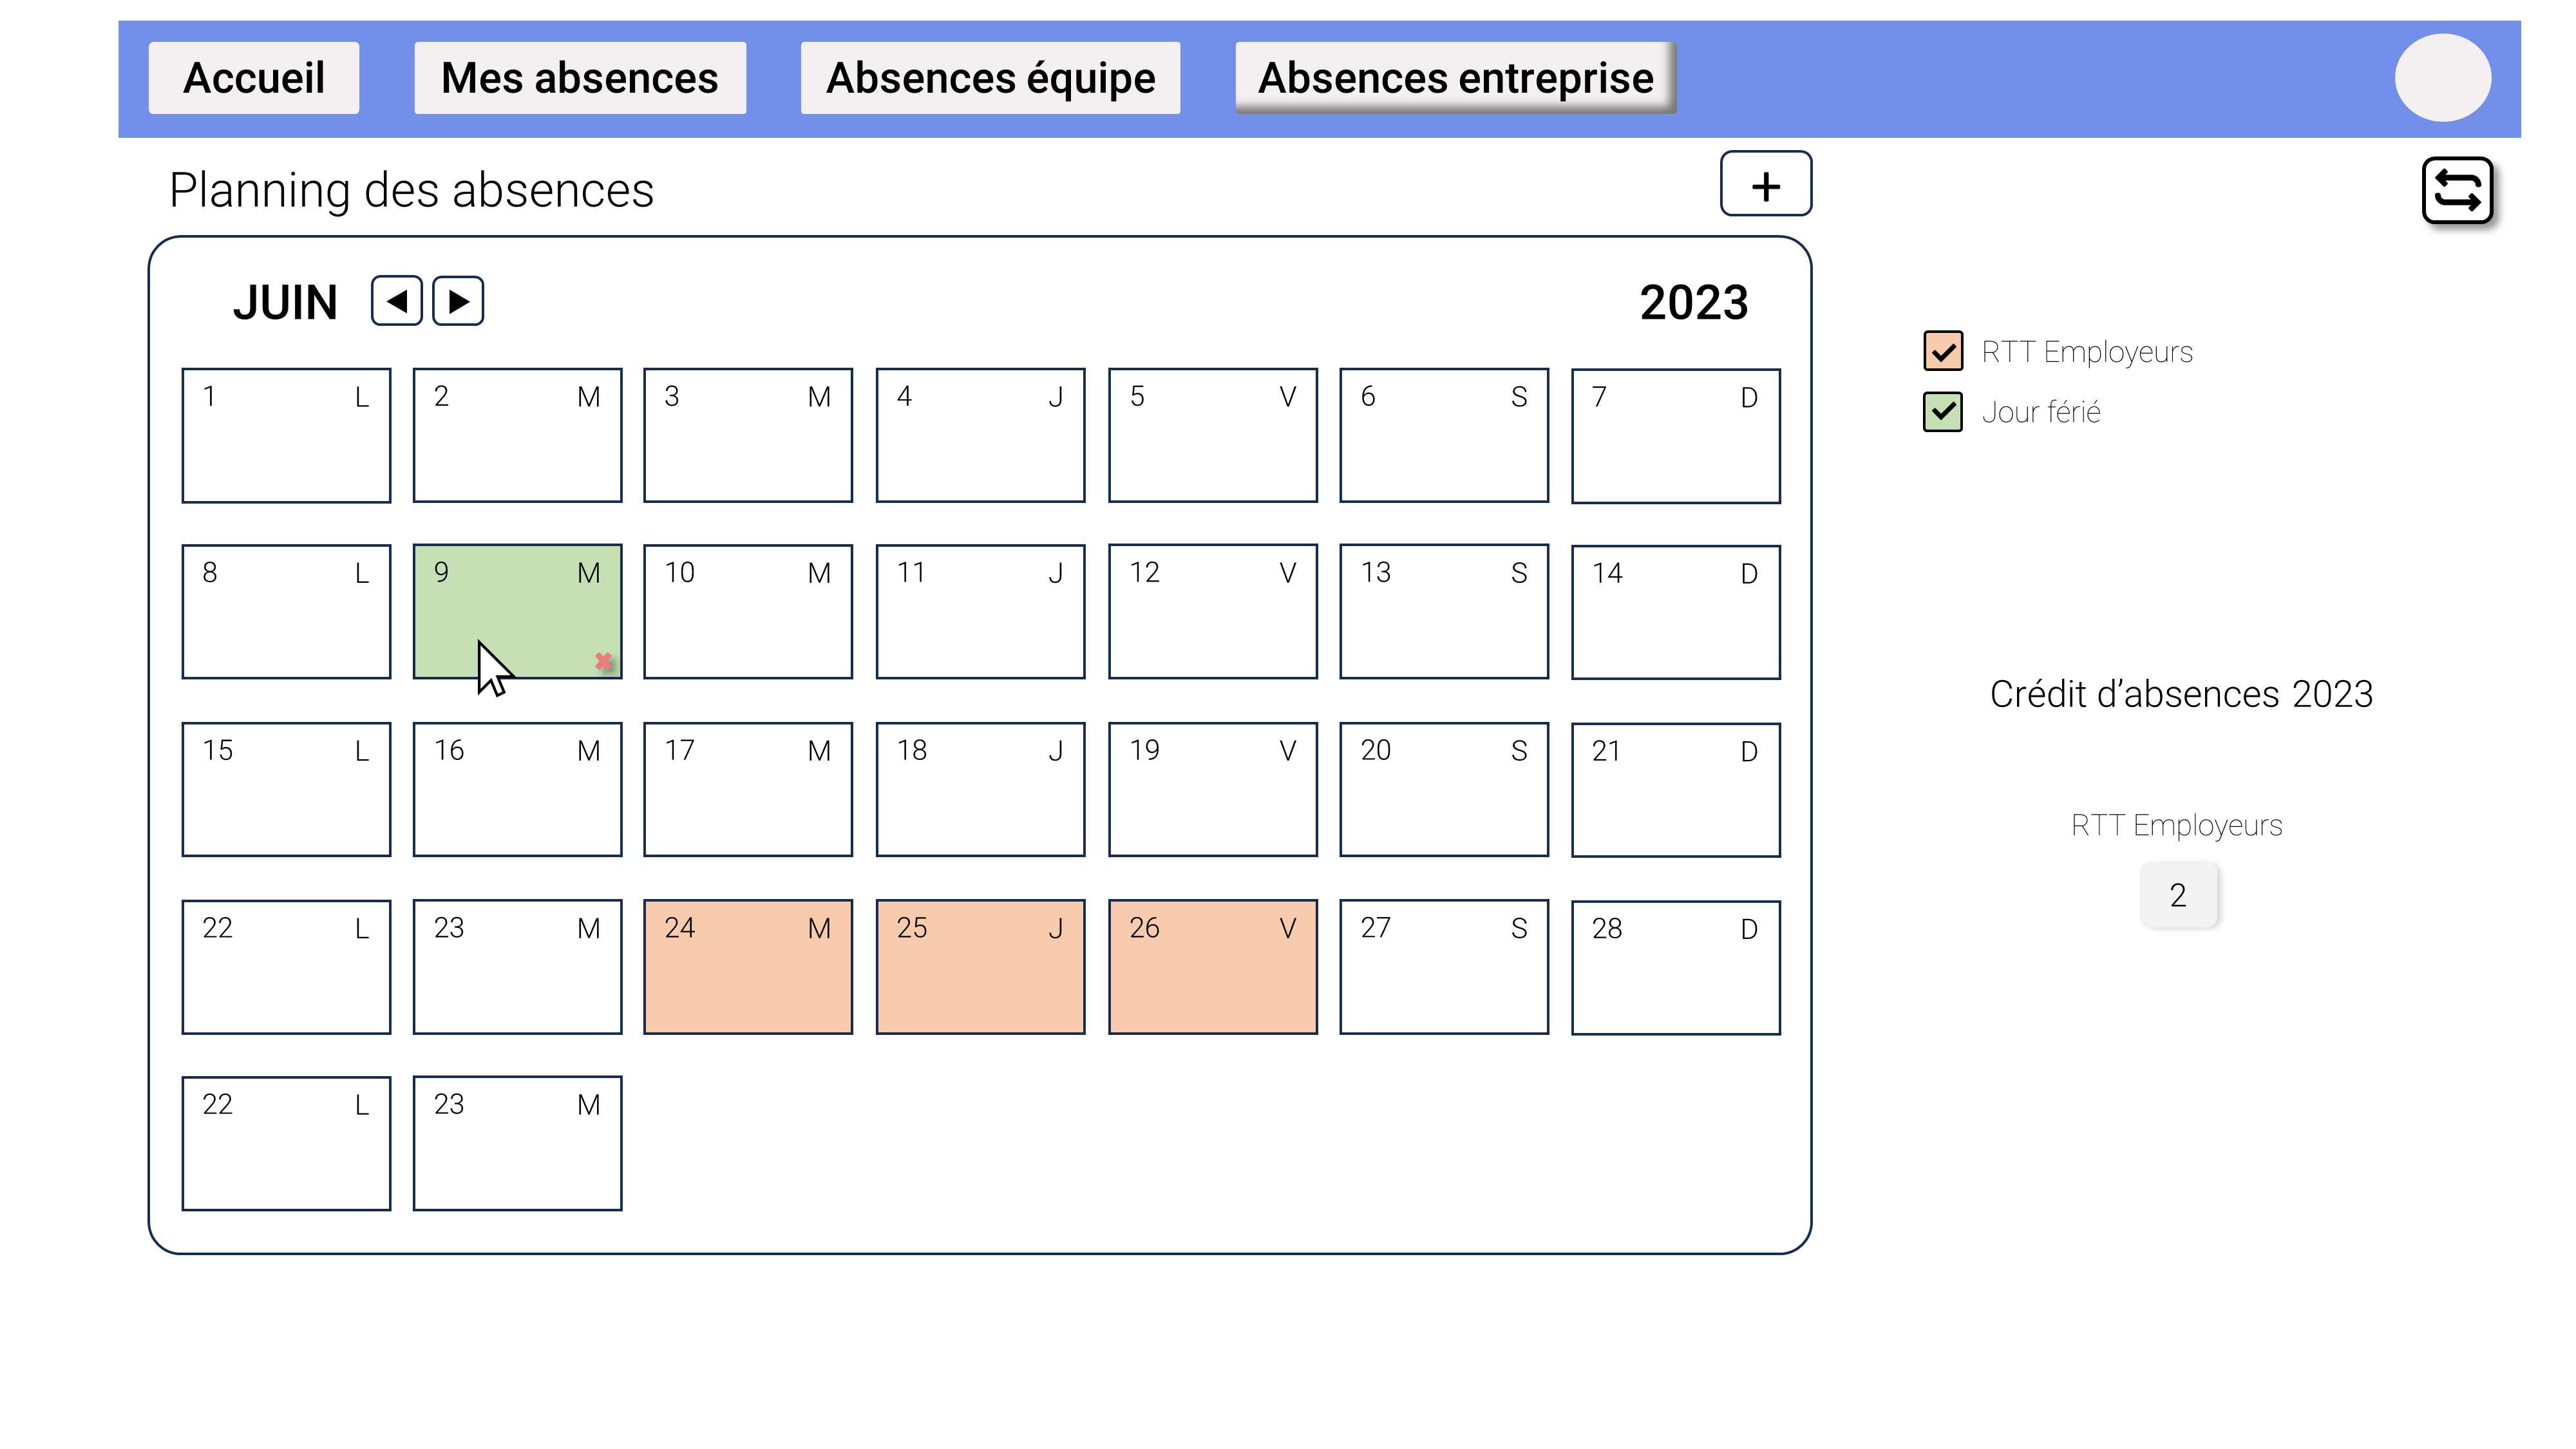 Accueil Mes absences Absences équipe Absences entreprise
Planning des absences +
JUIN 2023
RTT Employeurs
1 L 2 M 3 M 4 J 5 V 6 S 7 D
Jour férié
8 L 9 M 10 M 11 J 12 V 13 S 14 D
Crédit d’absences 2023
15 L 16 M 17 M 18 J 19 V 20 S 21 D
RTT Employeurs
2
22 L 23 M 24 M 25 J 26 V 27 S 28 D
22 L 23 M